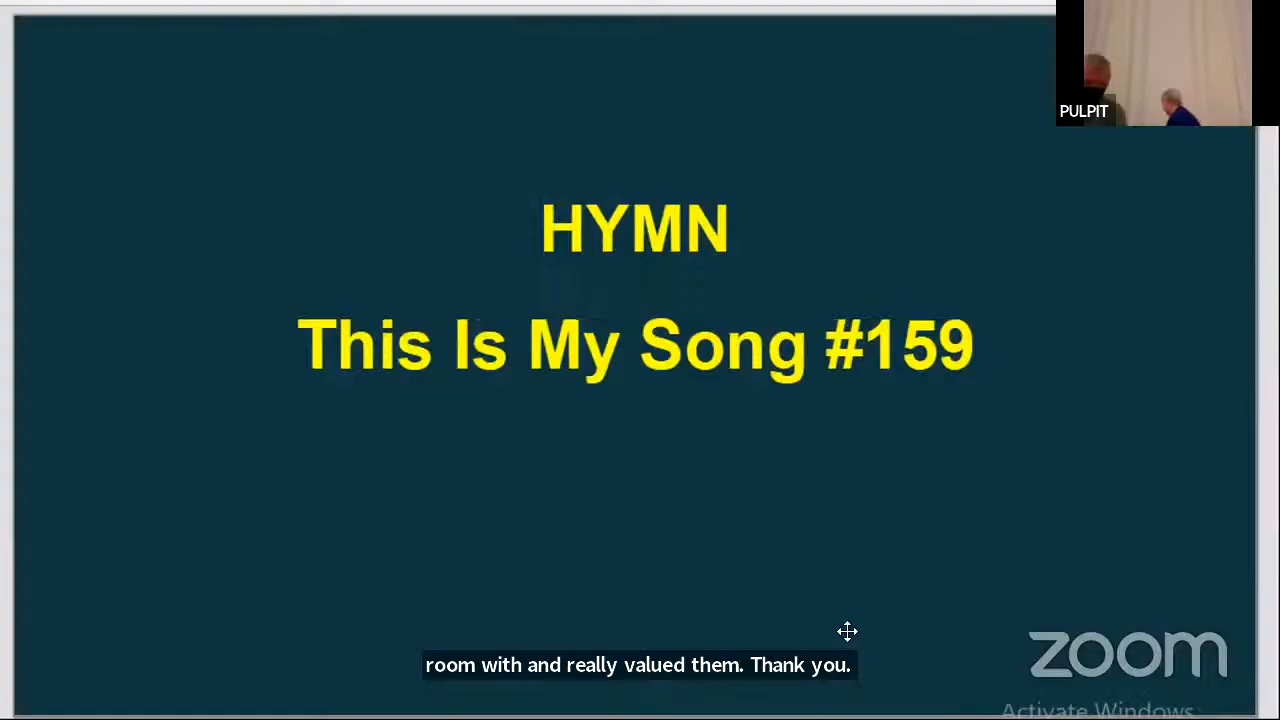 PULPIT
HYMN
This Is My Song #159
room with and really valued them. Thank you.
zoom
Activate Windows